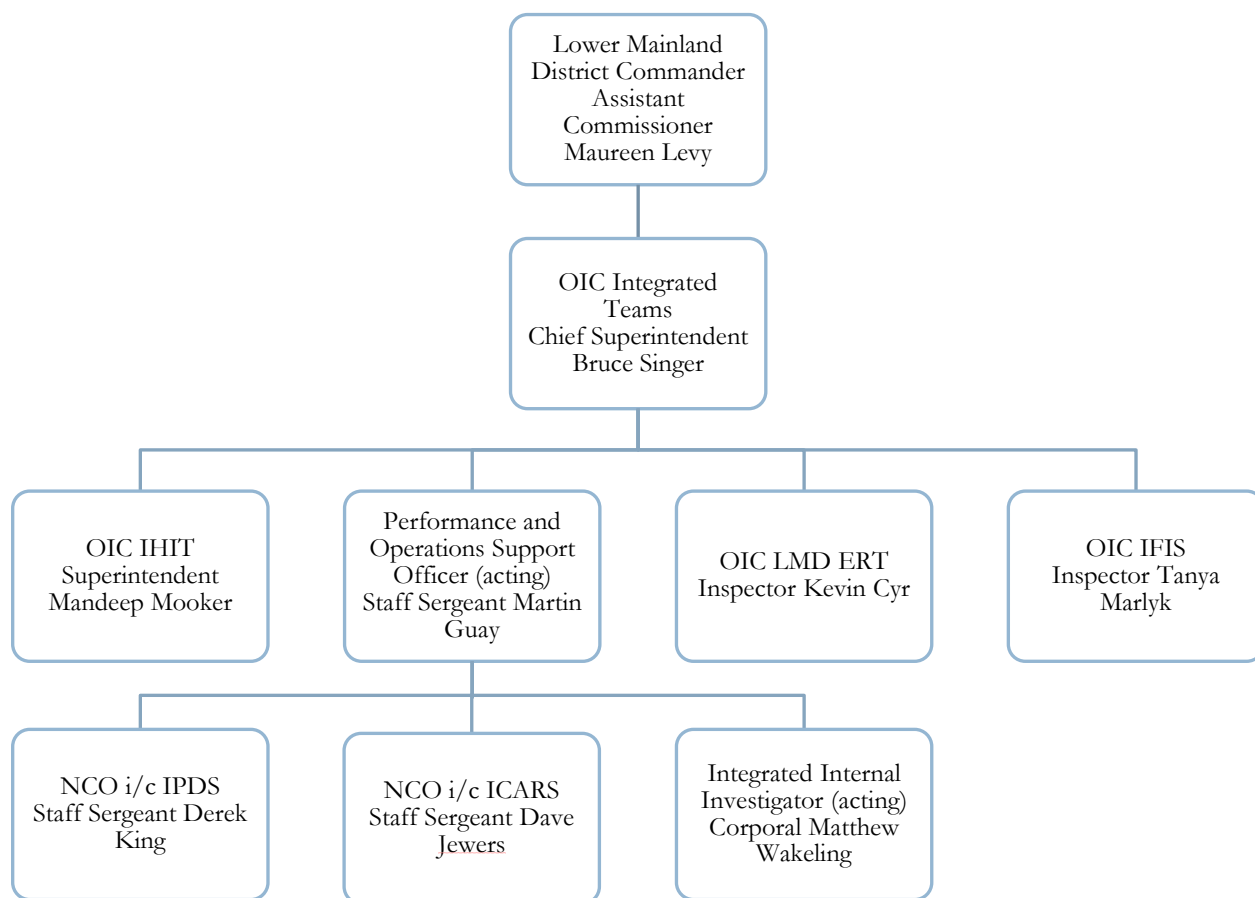 Lower Mainland
District Commander
Assistant
Commissioner
Maureen Levy
OIC Integrated
Teams
Chief Superintendent
Bruce Singer
OIC IHIT
Superintendent
Mandeep Mooker
Performance and
Operations Support
Officer (acting)
Staff Sergeant Martin
Guay
OIC LMD ERT
Inspector Kevin Cyr
OIC IFIS
Inspector Tanya
Marlyk
NCO i/c IPDS
Staff Sergeant Derek
King
NCO i/c ICARS
Staff Sergeant Dave
Jewers
Integrated Internal
Investigator (acting)
Corporal Matthew
Wakeling